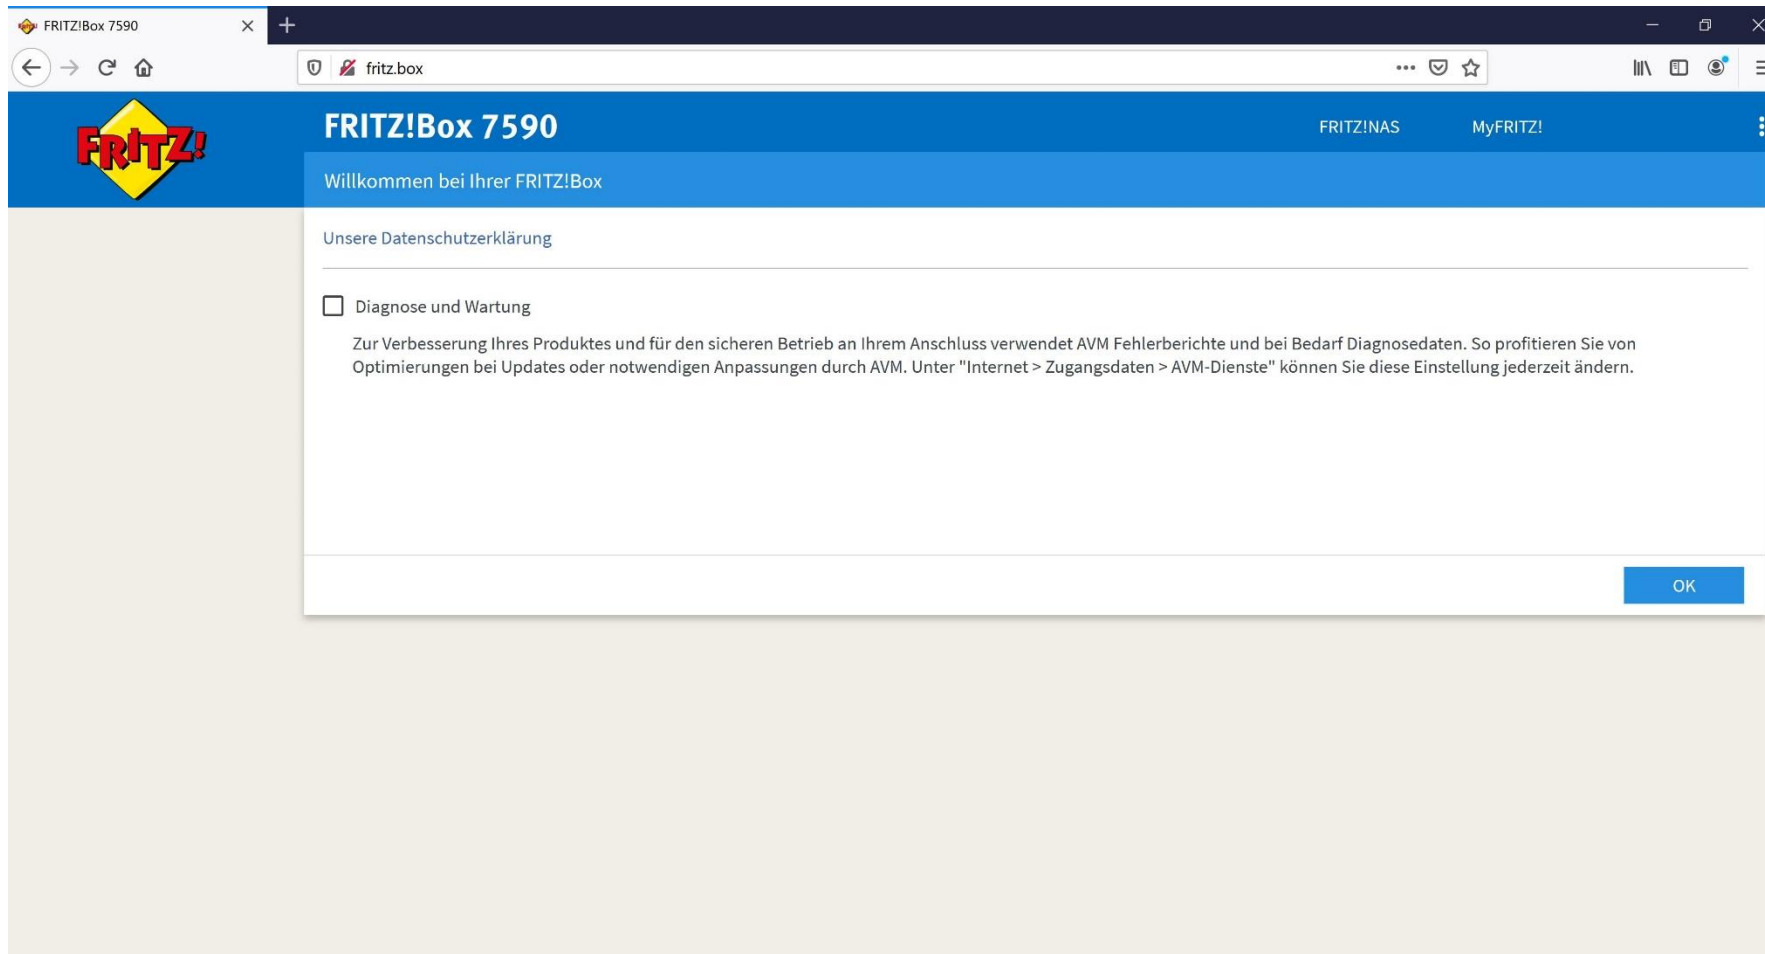 FRITZ!Box 7590
fritz.box
FRITZ!
FRITZ!Box 7590
FRITZ!NAS
MyFRITZ!
Willkommen bei Ihrer FRITZ!Box
Unsere Datenschutzerklärung
Diagnose und Wartung
Zur Verbesserung Ihres Produktes und für den sicheren Betrieb an Ihrem Anschluss verwendet AVM Fehlerberichte und bei Bedarf Diagnosedaten. So profitieren Sie von
Optimierungen bei Updates oder notwendigen Anpassungen durch AVM. Unter "Internet > Zugangsdaten > AVM-Dienste" können Sie diese Einstellung jederzeit ändern.
OK